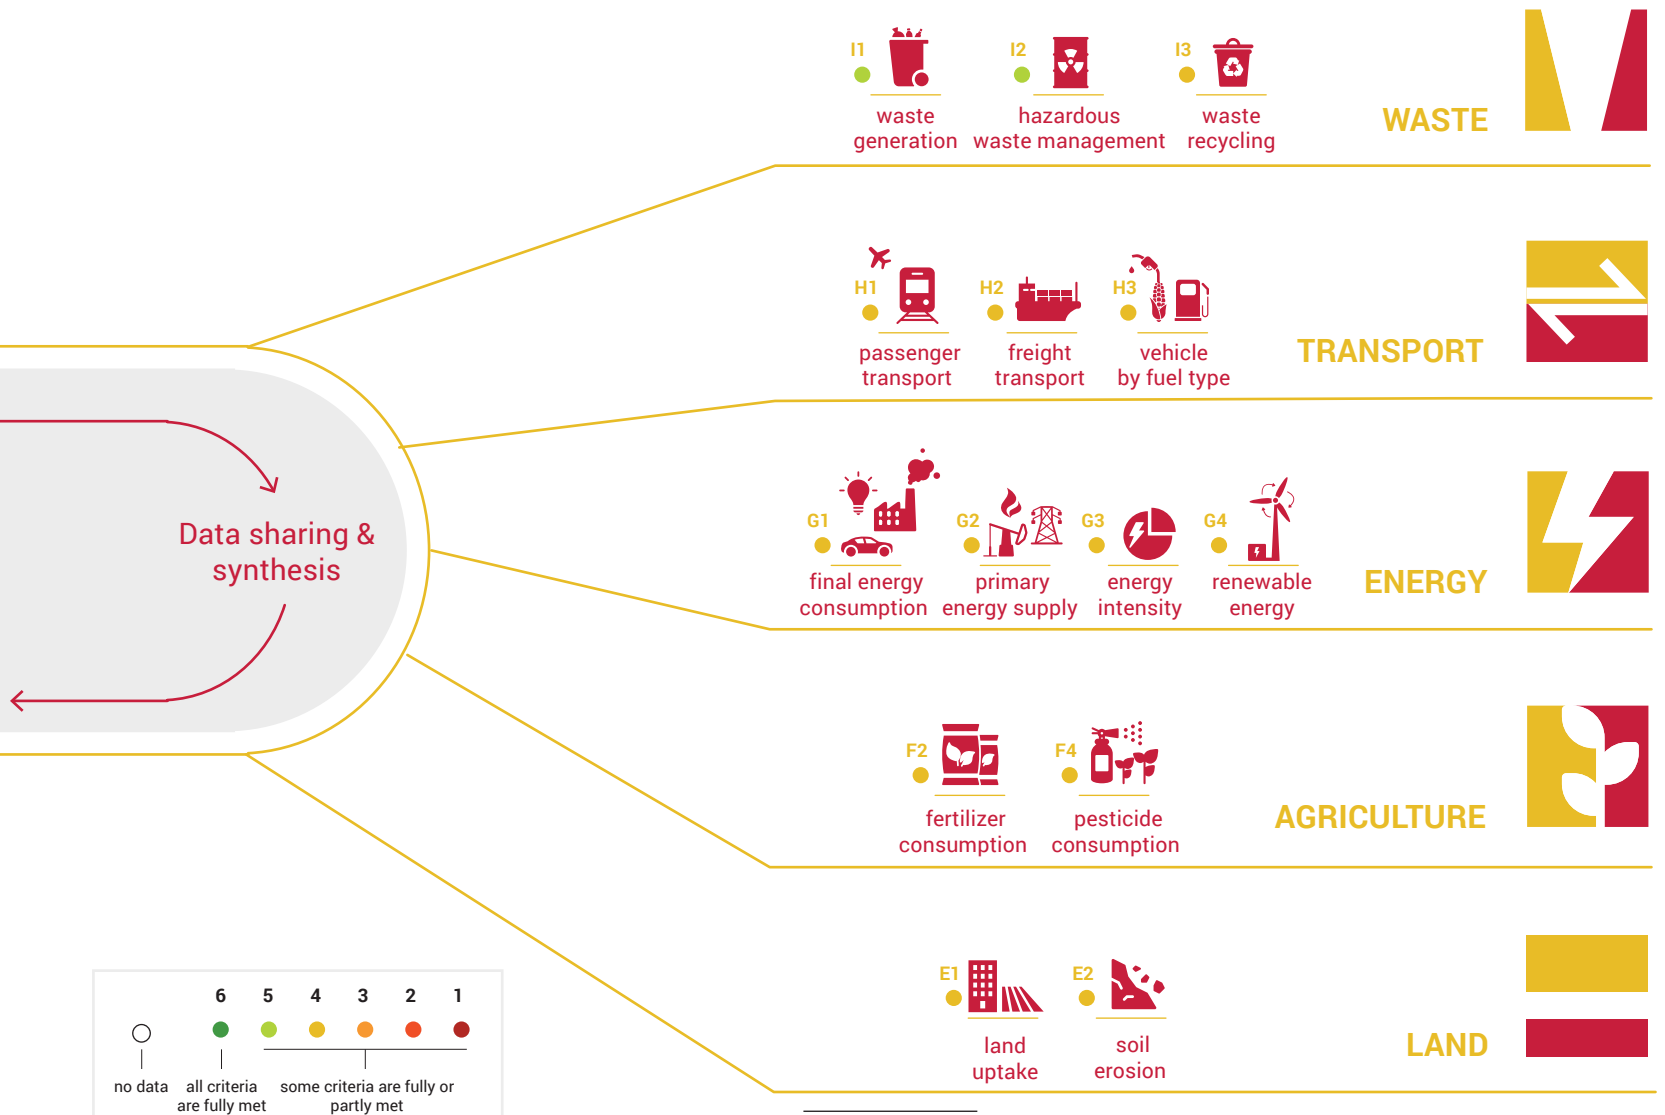 I1
I2
I3
waste
generation
hazardous
waste management
waste
recycling
WASTE
H1
H2
H3
passenger
transport
freight
transport
vehicle
by fuel type
TRANSPORT
Data sharing &
synthesis
G1
G2
G3
G4
final energy
consumption
primary
energy supply
energy
intensity
renewable
energy
ENERGY
F2
F4
fertilizer
consumption
pesticide
consumption
AGRICULTURE
E1
E2
land
uptake
soil
erosion
LAND
6 5 4 3 2 1
no data
all criteria
are fully met
some criteria are fully or
partly met